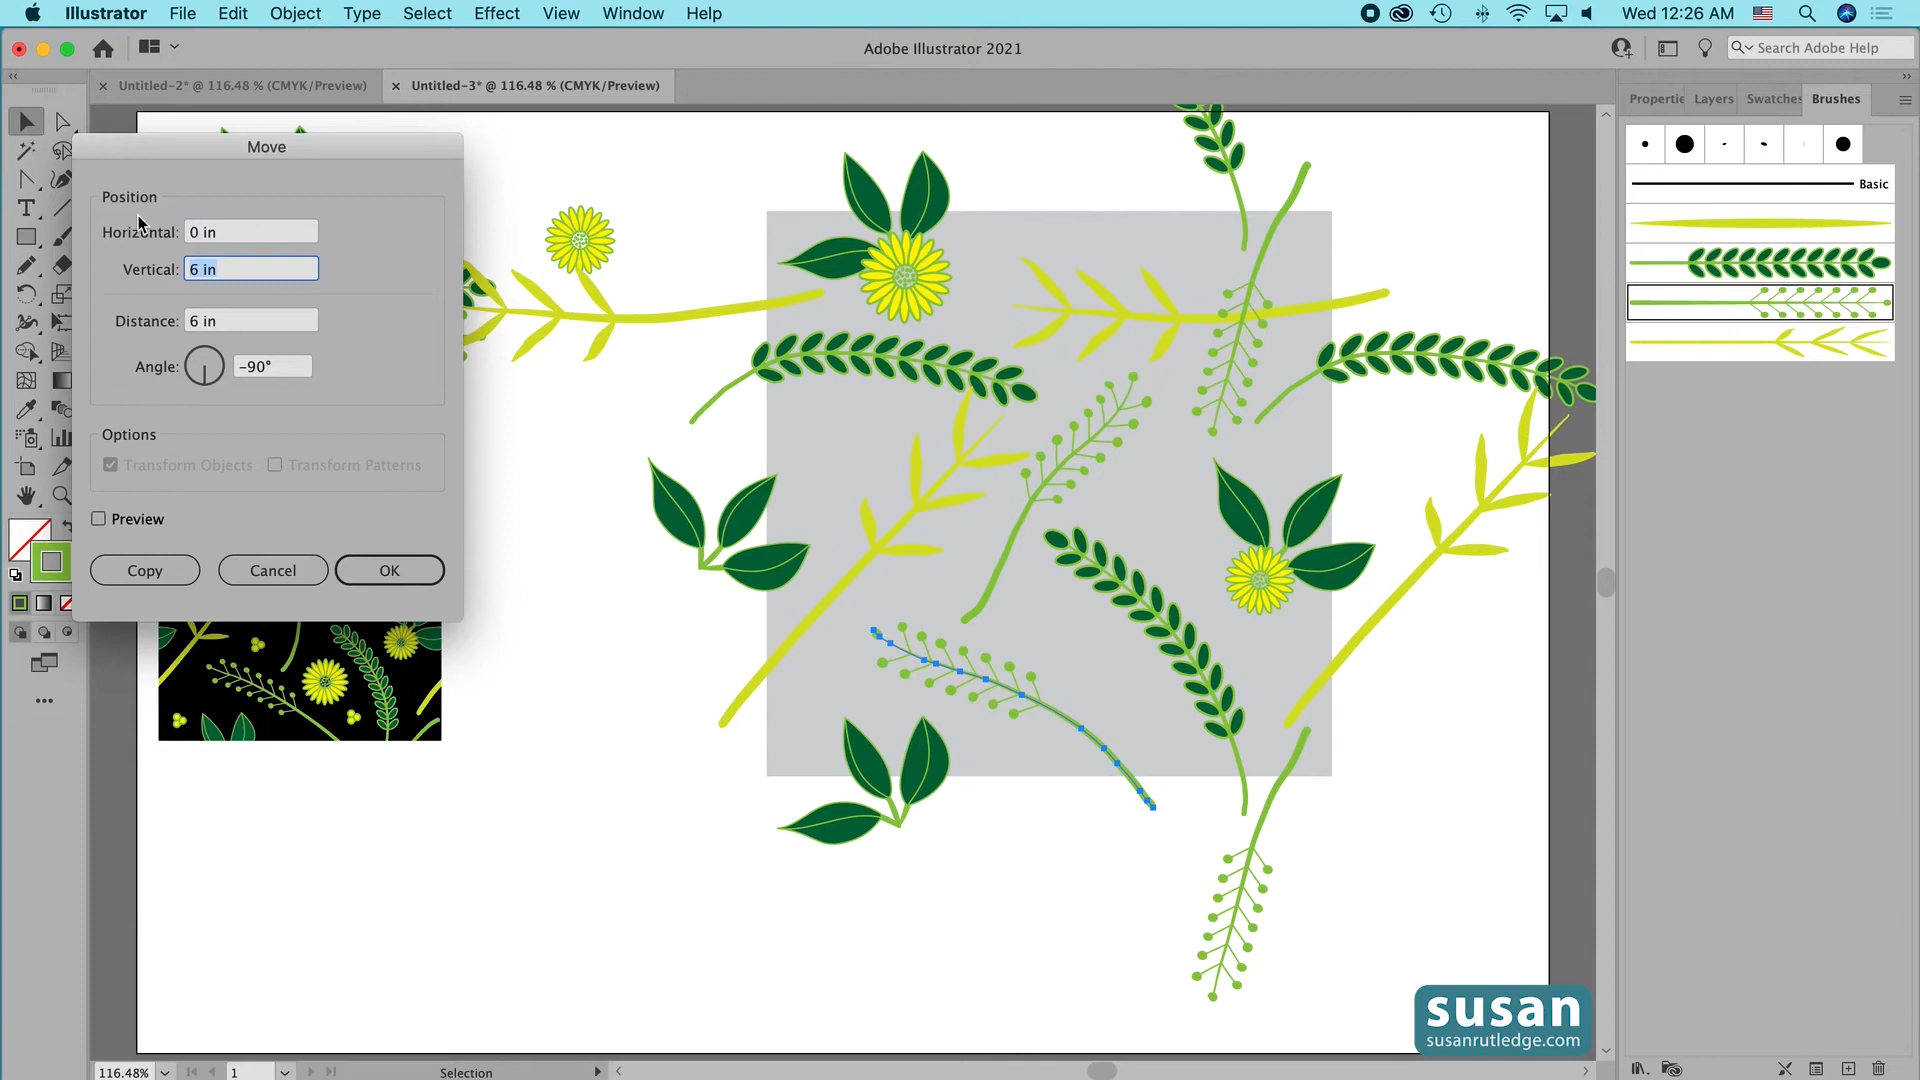 Illustrator File Edit Object Type Select Effect View Window Help Wed 12:26 AM
Adobe Illustrator 2021
Search Adobe Help
Untitled-2* @ 116.48 % (CMYK/Preview)
Untitled-3* @ 116.48 % (CMYK/Preview)
Propertie Layers Swatches Brushes
Move
Position
Horizontal: 0 in
Vertical: 6 in
Distance: 6 in
Angle: -90°
Options
Transform Objects Transform Patterns
Preview
Copy Cancel OK
Basic
susan
susanrutledge.com
116.48% 1 Selection